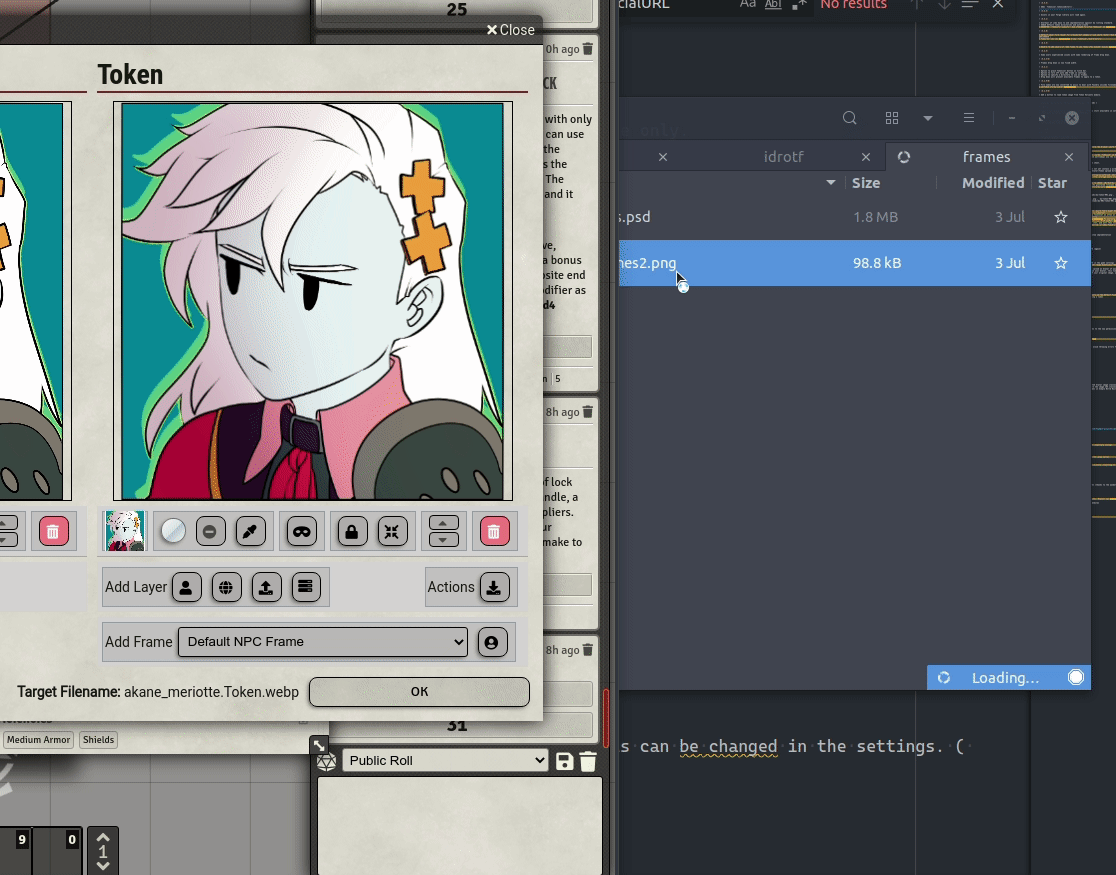 25
cialURL
Aa
Abl
.*
No results
Close
0h ago
Token
CK
with only
can use
the
s the
The
and it
ve,
a bonus
osite end
difier as
d4
n | 5
8h ago
of lock
ndle, a
pliers.
ur
make to
8h ago
31
idrotf
frames
Size
Modified
Star
s.psd
1.8 MB
3 Jul
nes2.png
98.8 kB
3 Jul
Loading...
Add Layer
Actions
Add Frame
Default NPC Frame
Target Filename: akane_meriotte.Token.webp
OK
Medium Armor
Shields
s can be changed in the settings. (
Public Roll
9
0
1